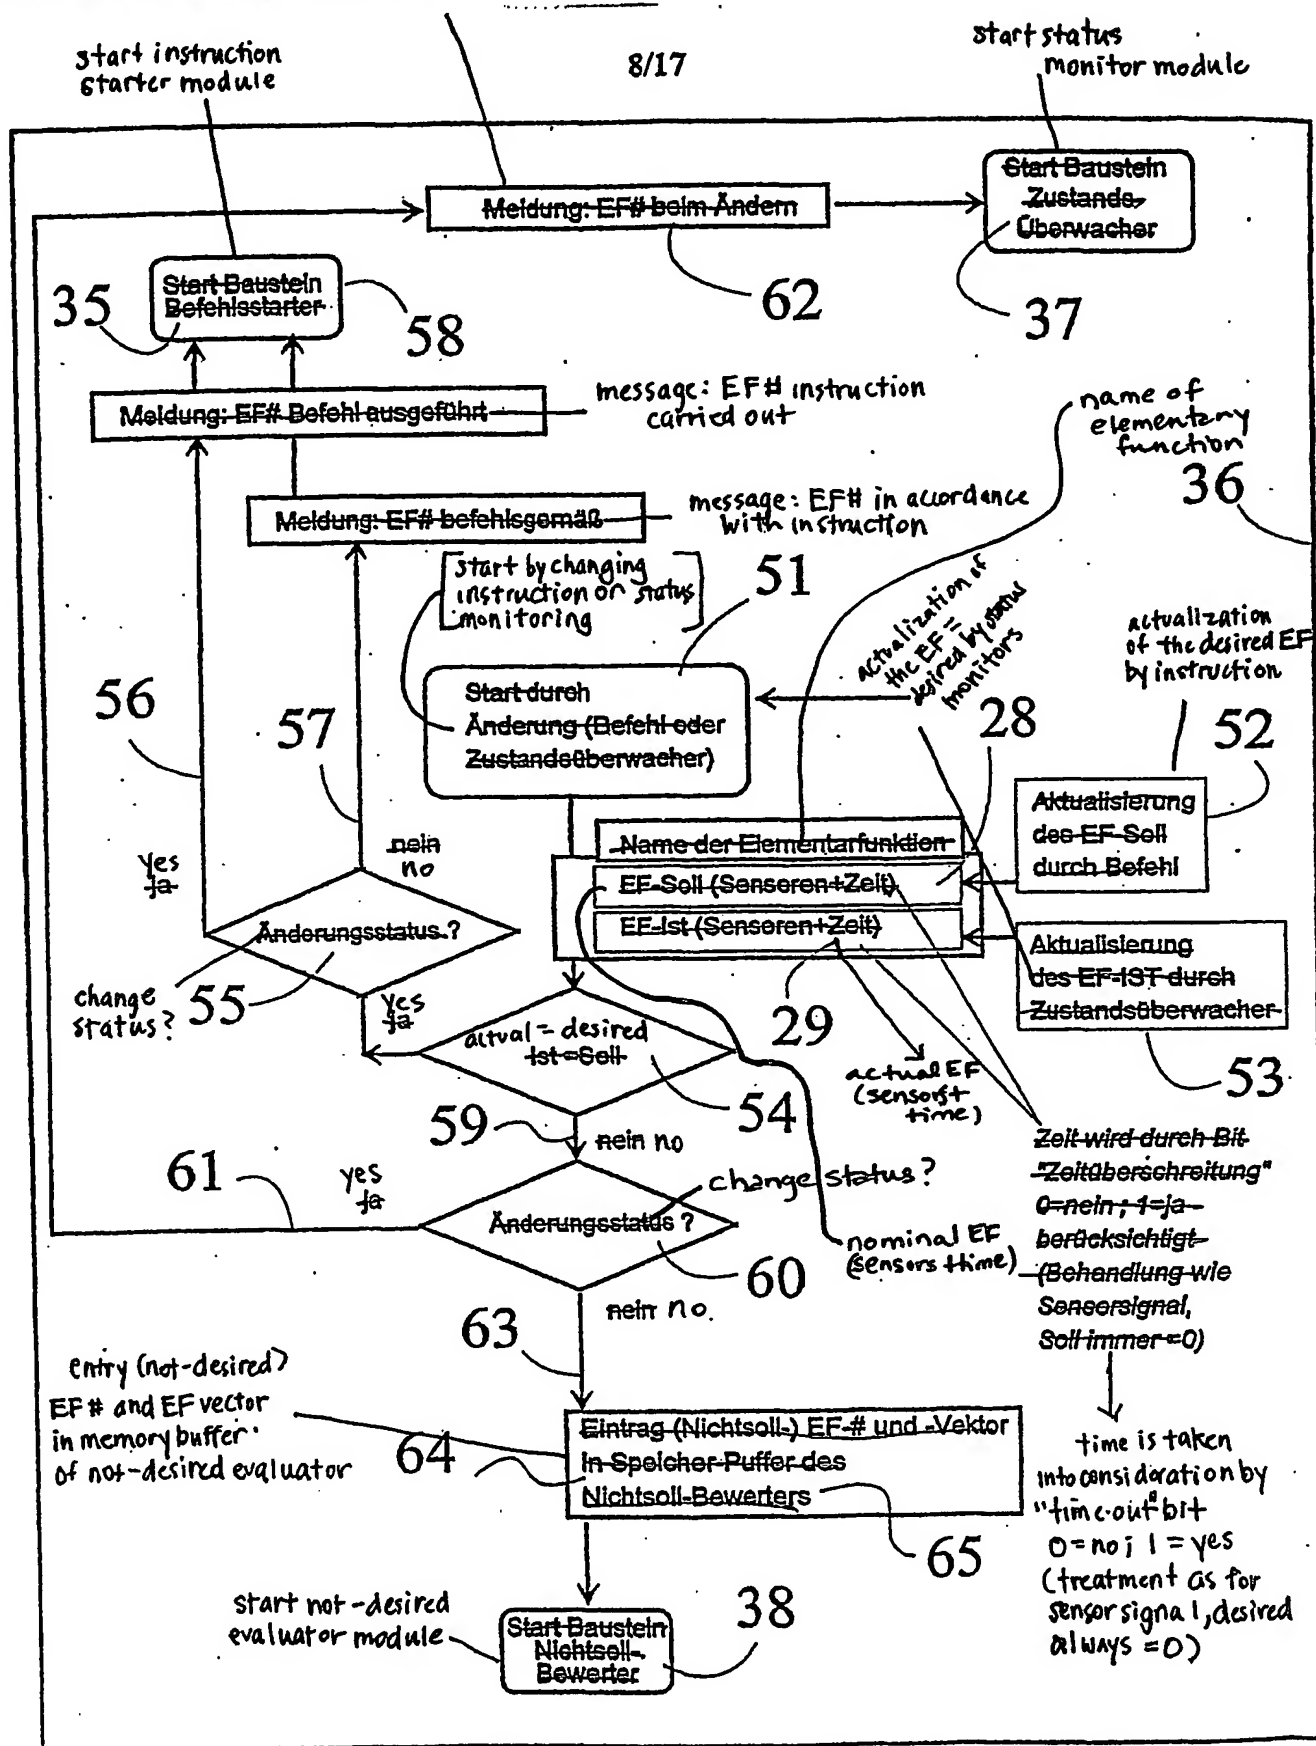 8/17
start instruction
starter module
start status
monitor module
Meldung: EF# beim Ändern
Start Baustein
Zustands-
Überwacher
62
37
Start Baustein
Befehlsstarter
35
58
Meldung: EF# Befehl ausgeführt
message: EF# instruction
carried out
name of
elementary
function
36
Meldung: EF# befehlsgemäß
message: EF# in accordance
with instruction
start by changing
instruction or status
monitoring
51
actualization of
the EF =
desired by status
monitors
actualization
of the desired EF
by instruction
Start durch
Änderung (Befehl oder
Zustandsüberwacher)
56
57
28
52
Aktualisierung
des EF-Soll
durch Befehl
Name der Elementarfunktion
EF-Soll (Sensoren+Zeit)
EF-Ist (Sensoren+Zeit)
yes
ja
nein
no
Änderungsstatus ?
change
status?
55
Aktualisierung
des EF-IST durch
Zustandsüberwacher
29
53
yes
ja
actual = desired
Ist=Soll
54
actual EF
(sensors+
time)
59
nein no
61
yes
ja
change status?
Änderungsstatus ?
60
nominal EF
(sensors+time)
Zeit wird durch Bit
"Zeitüberschreitung"
0=nein ; 1=ja
berücksichtigt
(Behandlung wie
Sensorsignal,
Soll immer =0)
nein no.
63
entry (not-desired)
EF # and EF vector
in memory buffer
of not-desired evaluator
64
Eintrag (Nichtsoll-) EF-# und -Vektor
in Speicher-Puffer des
Nichtsoll-Bewerters
65
time is taken
into consideration by
"time-out" bit
0=no; 1=yes
(treatment as for
sensor signal, desired
always =0)
start not-desired
evaluator module
Start Baustein
Nichtsoll-
Bewerter
38